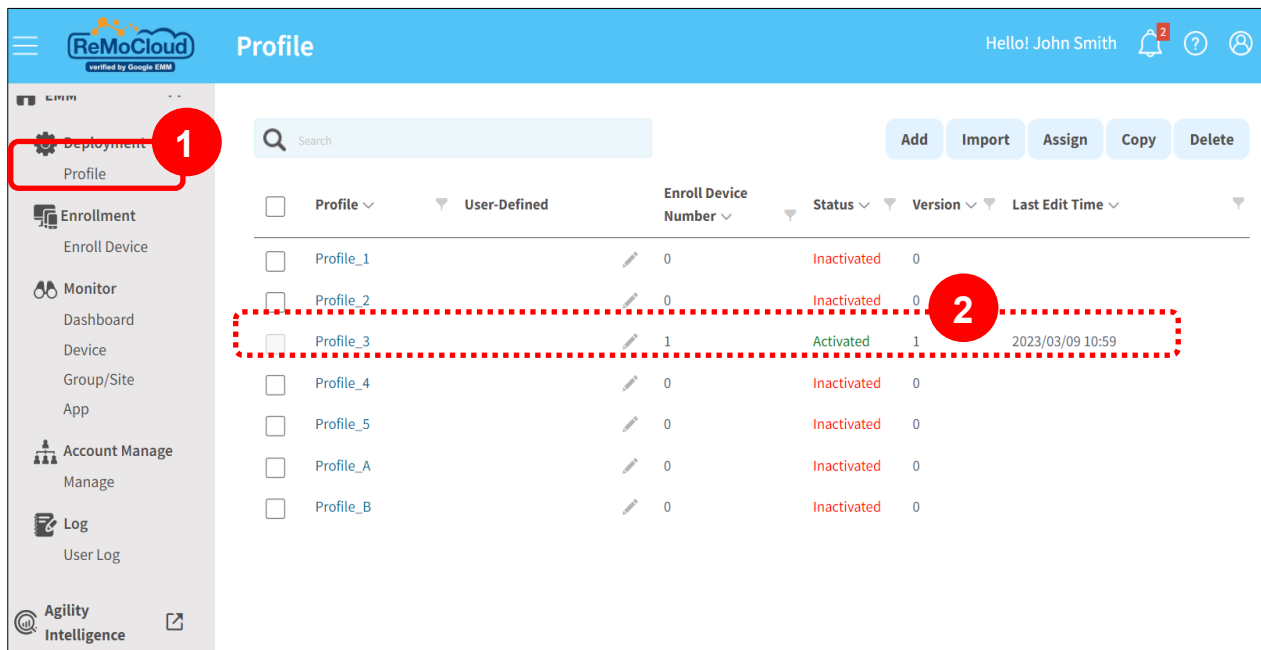 ReMoCloud
verified by Google EMM
Profile
Hello! John Smith
2
EMM
Deployment
Profile
1
Enrollment
Enroll Device
Monitor
Dashboard
Device
Group/Site
App
Account Manage
Manage
Log
User Log
Agility
Intelligence
Search
Add Import Assign Copy Delete
Profile User-Defined Enroll Device Number Status Version Last Edit Time
Profile_1 0 Inactivated 0
Profile_2 0 Inactivated 0
2
Profile_3 1 Activated 1 2023/03/09 10:59
Profile_4 0 Inactivated 0
Profile_5 0 Inactivated 0
Profile_A 0 Inactivated 0
Profile_B 0 Inactivated 0